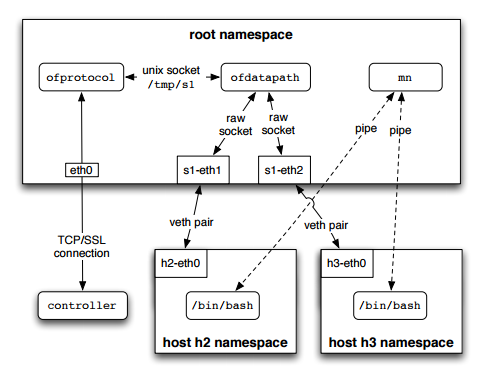 root namespace
ofprotocol
unix socket
/tmp/s1
ofdatapath
mn
raw
socket
raw
socket
pipe
pipe
eth0
s1-eth1
s1-eth2
veth pair
veth pair
TCP/SSL
connection
h2-eth0
h3-eth0
controller
/bin/bash
/bin/bash
host h2 namespace
host h3 namespace